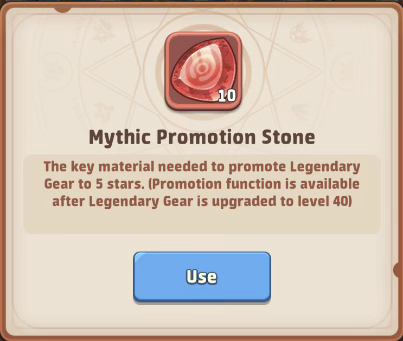 10
Mythic Promotion Stone
The key material needed to promote Legendary
Gear to 5 stars. (Promotion function is available
after Legendary Gear is upgraded to level 40)
Use